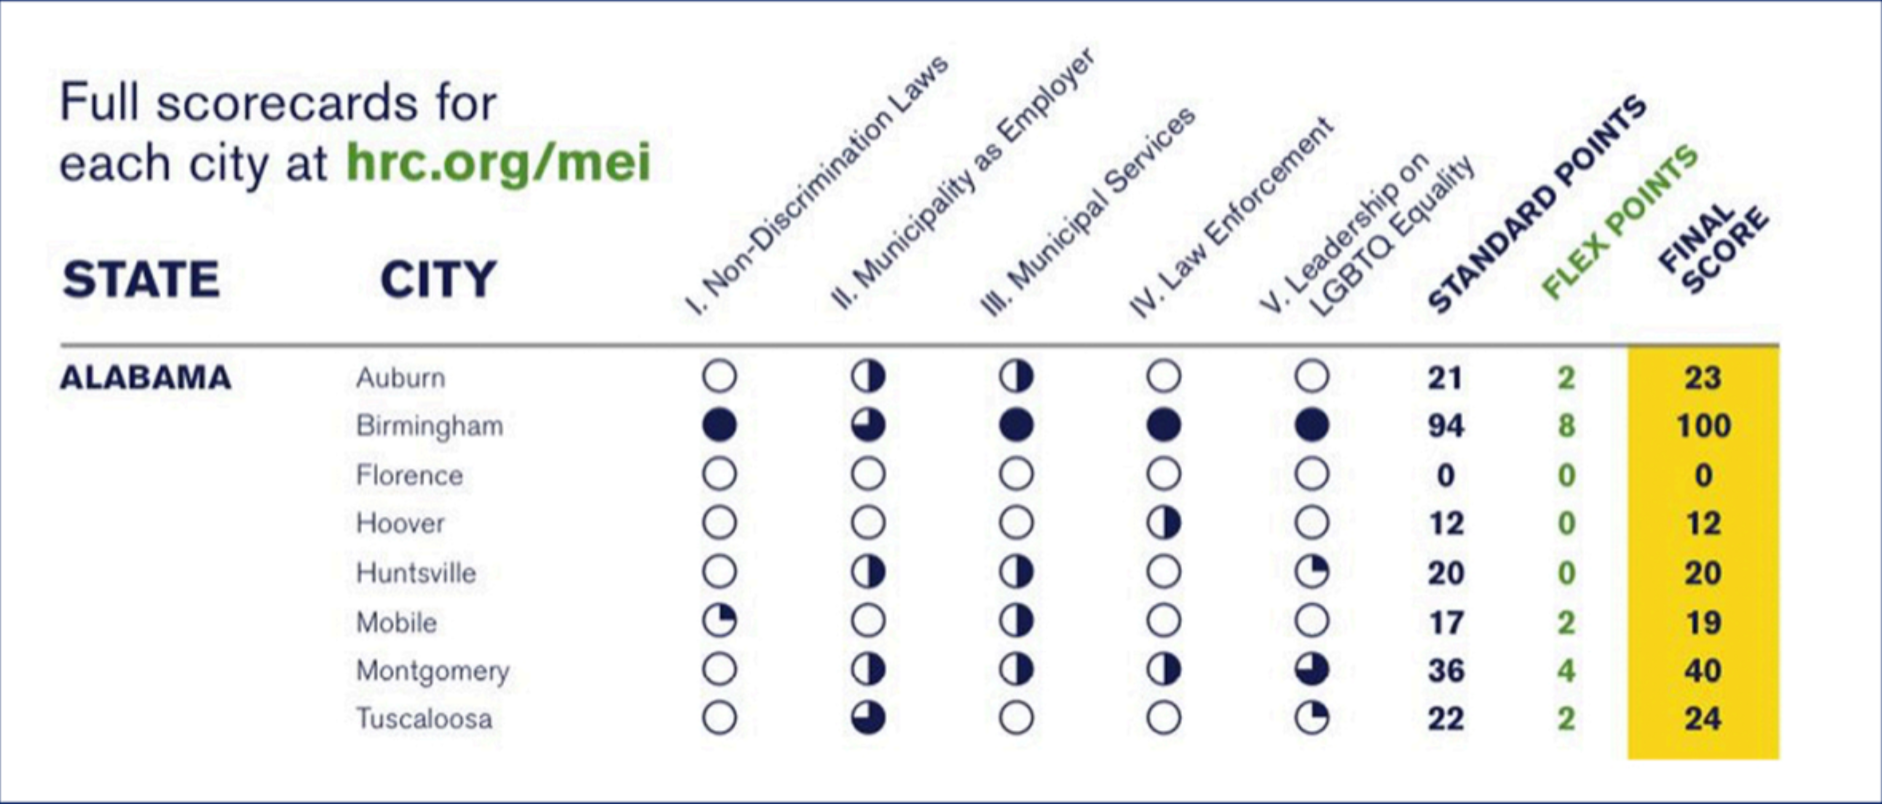 Full scorecards for
each city at hrc.org/mei
STATE
CITY
I. Non-Discrimination Laws
II. Municipality as Employer
III. Municipal Services
IV. Law Enforcement
V. Leadership on
LGBTQ Equality
STANDARD POINTS
FLEX POINTS
FINAL
SCORE
ALABAMA Auburn 21 2 23
Birmingham 94 8 100
Florence 0 0 0
Hoover 12 0 12
Huntsville 20 0 20
Mobile 17 2 19
Montgomery 36 4 40
Tuscaloosa 22 2 24